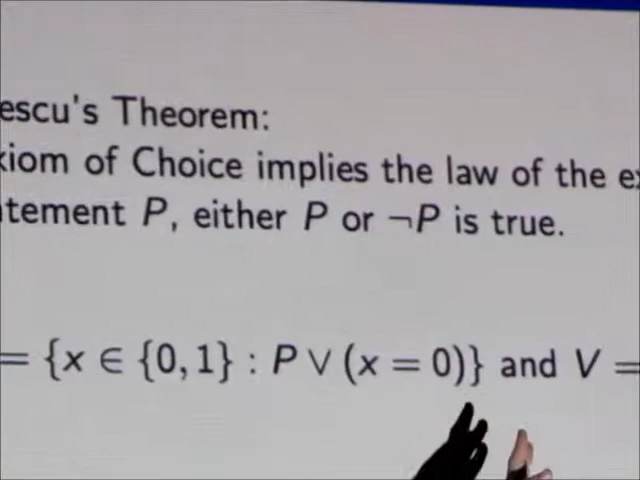 escu's Theorem:
xiom of Choice implies the law of the e
tement P, either P or ¬P is true.
= {x ∈ {0, 1} : P ∨ (x = 0)} and V =